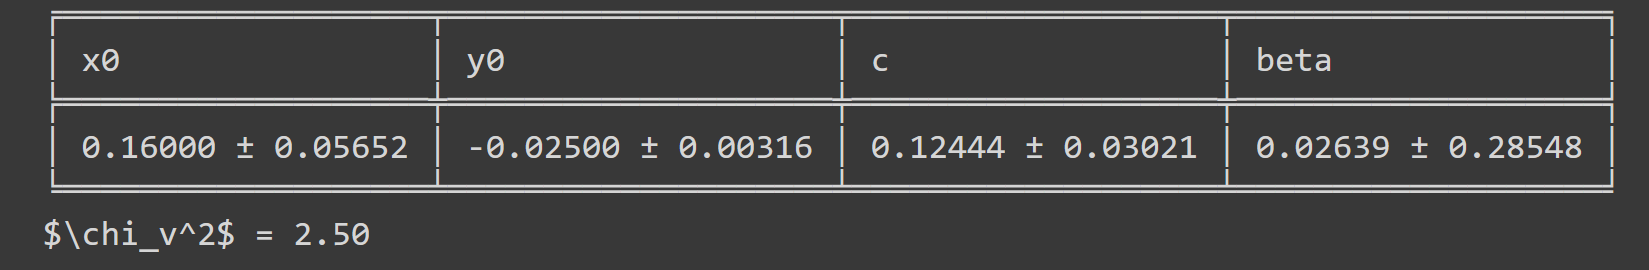 x0 y0 c beta
0.16000 ± 0.05652 -0.02500 ± 0.00316 0.12444 ± 0.03021 0.02639 ± 0.28548
$\chi_v^2$ = 2.50